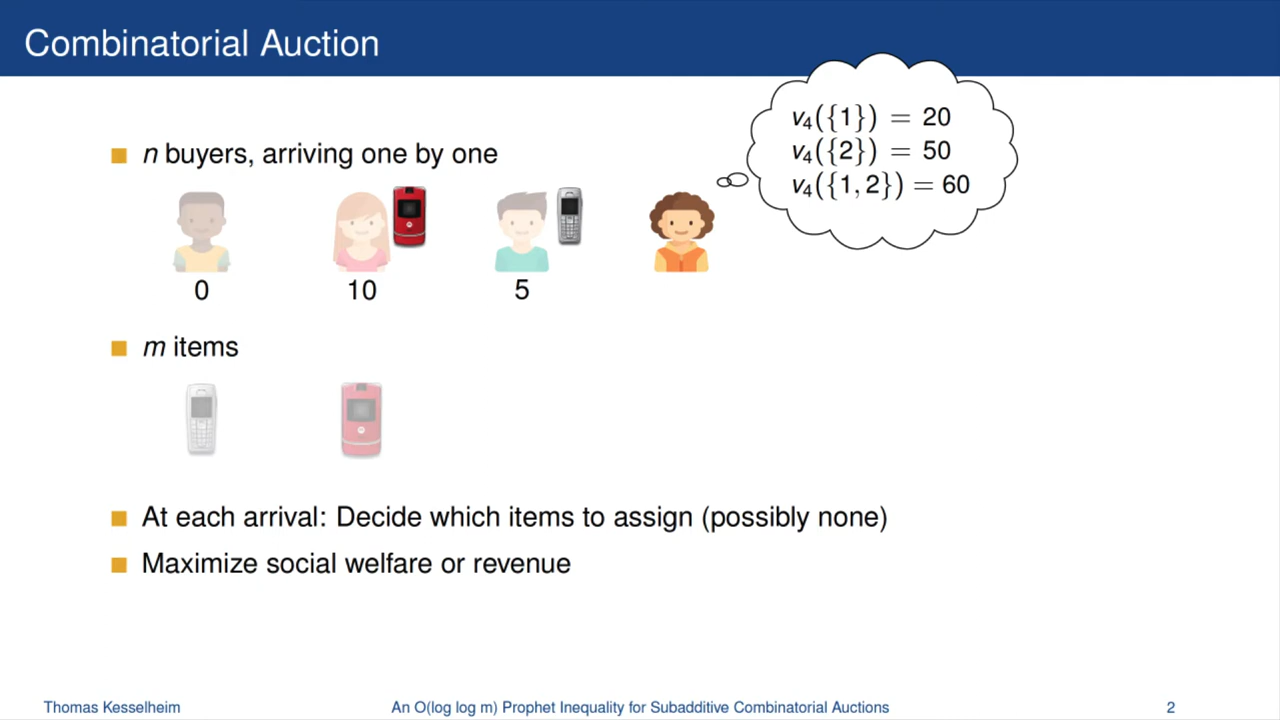 Combinatorial Auction
v₄({1}) = 20
v₄({2}) = 50
v₄({1, 2}) = 60
n buyers, arriving one by one
0 10 5
m items
At each arrival: Decide which items to assign (possibly none)
Maximize social welfare or revenue
Thomas Kesselheim An O(log log m) Prophet Inequality for Subadditive Combinatorial Auctions 2